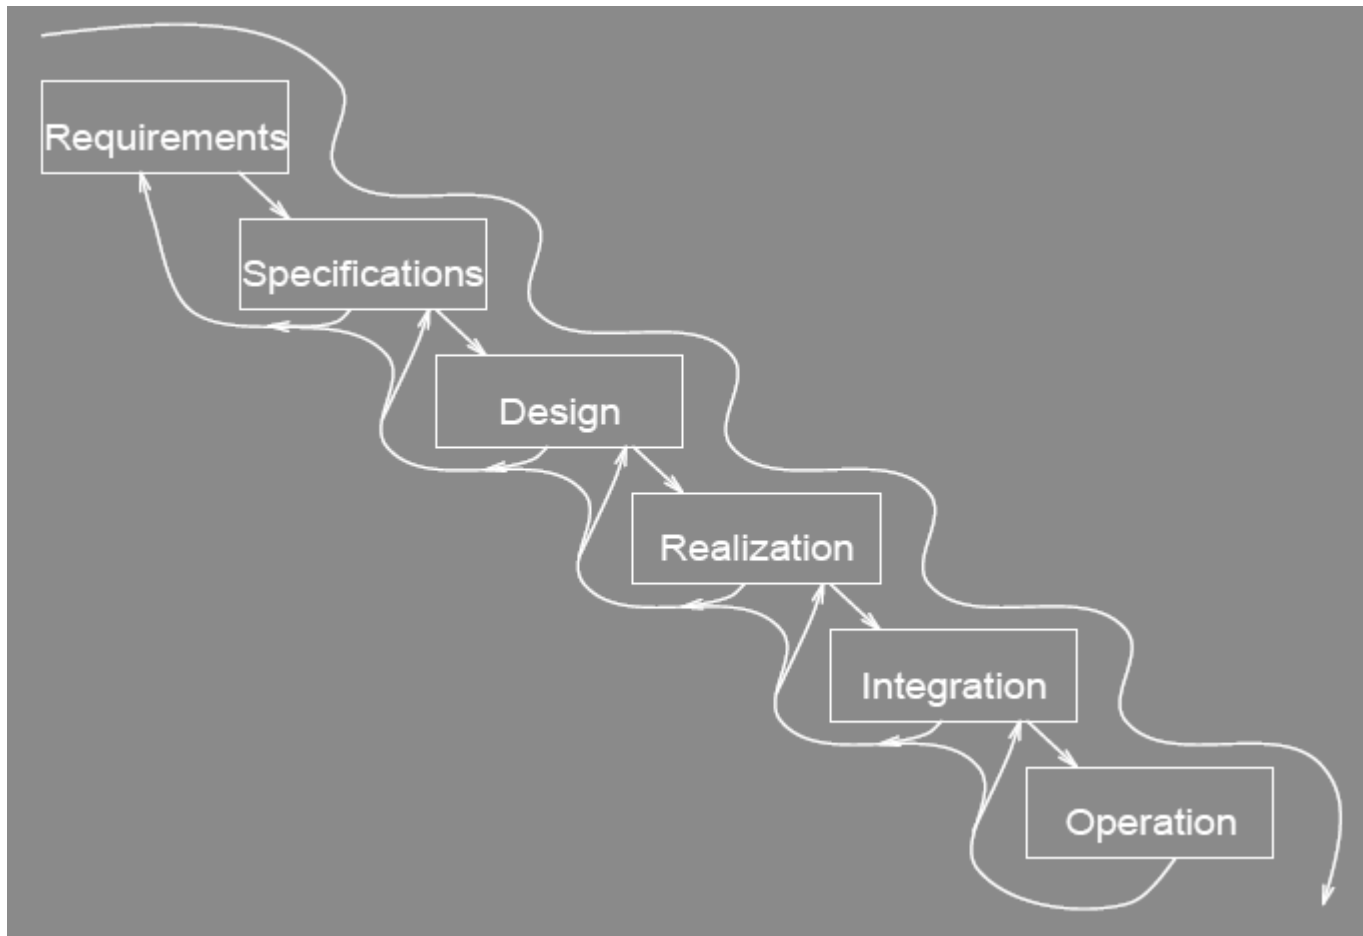 Requirements
Specifications
Design
Realization
Integration
Operation